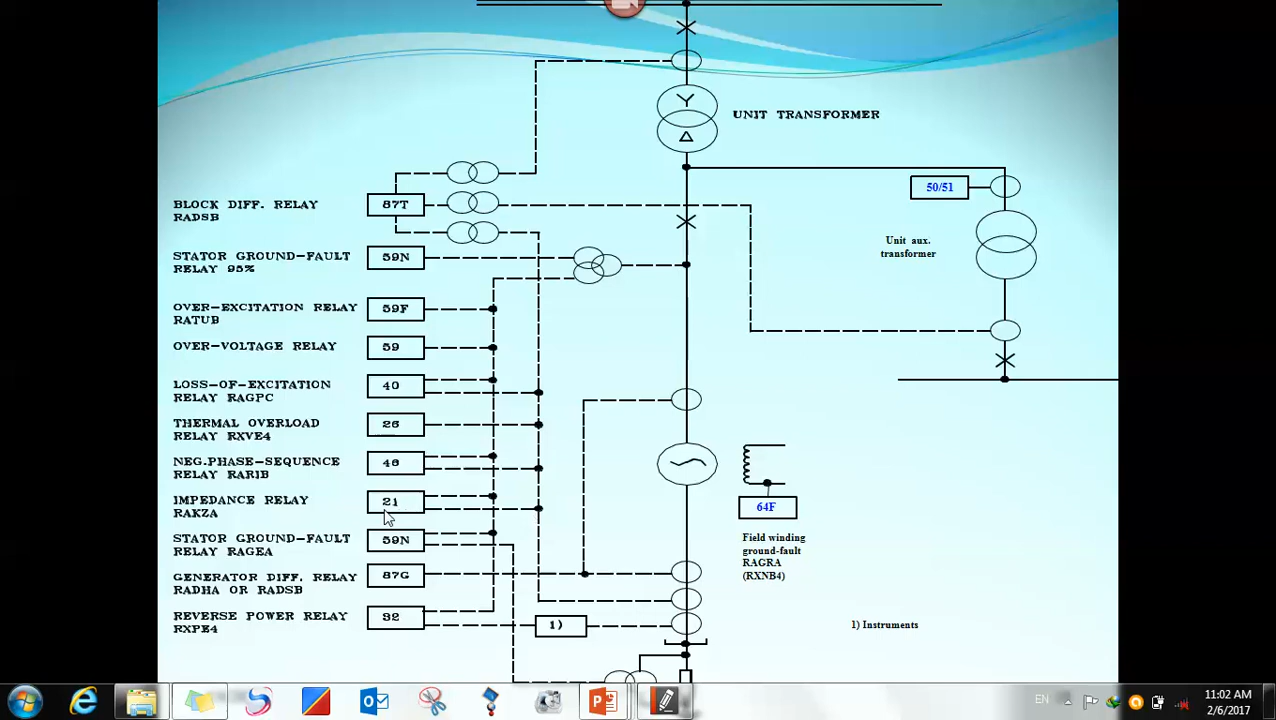 UNIT TRANSFORMER
50/51
BLOCK DIFF. RELAY
RADSB
87T
Unit aux.
transformer
STATOR GROUND-FAULT
RELAY 95%
59N
OVER-EXCITATION RELAY
RATUB
59F
OVER-VOLTAGE RELAY
59
LOSS-OF-EXCITATION
RELAY RAGPC
40
THERMAL OVERLOAD
RELAY RXVE4
26
NEG.PHASE-SEQUENCE
RELAY RARIB
46
IMPEDANCE RELAY
RAKZA
21
64F
STATOR GROUND-FAULT
RELAY RAGEA
59N
Field winding
ground-fault
RAGRA
(RXNB4)
GENERATOR DIFF. RELAY
RADHA OR RADSB
87G
REVERSE POWER RELAY
RXPE4
32
1)
1) Instruments
EN
11:02 AM
2/6/2017